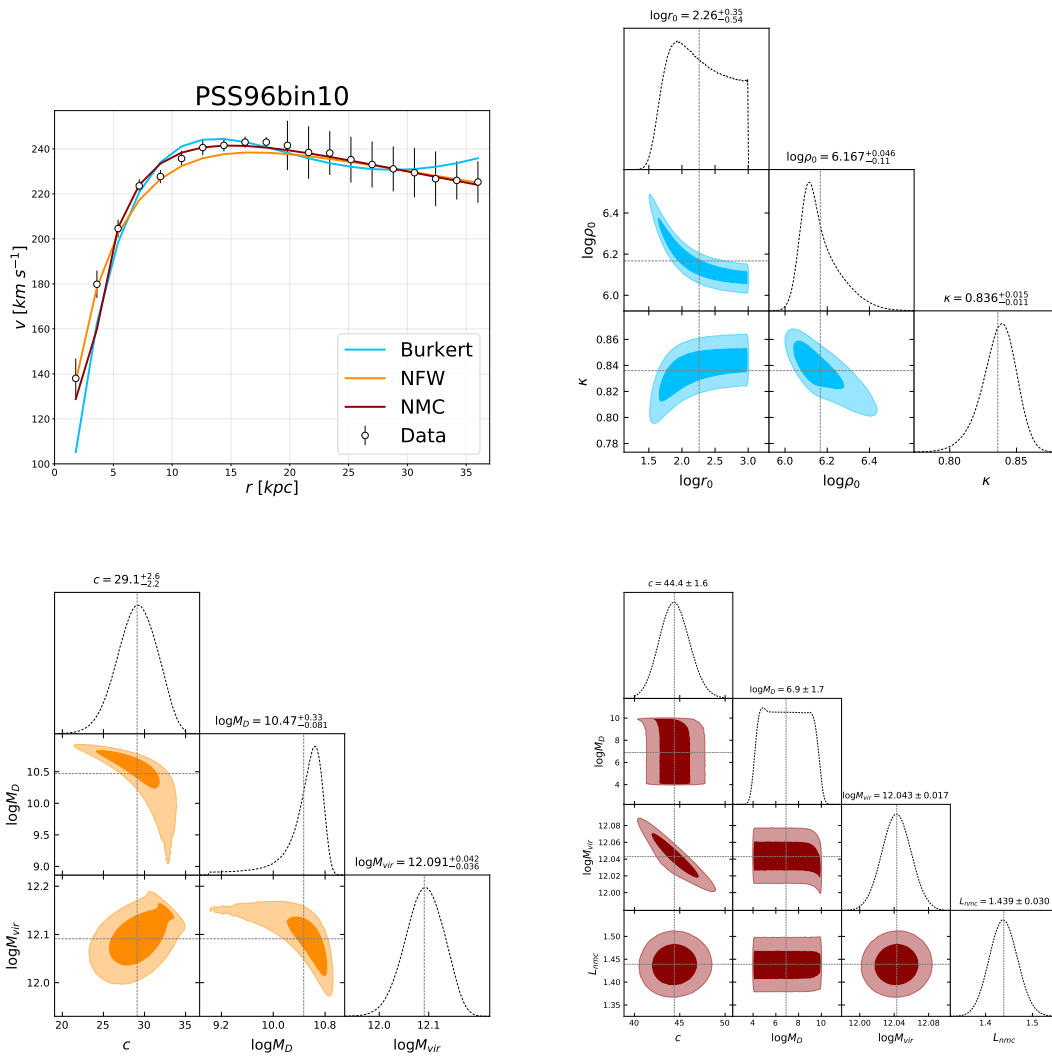 PSS96bin10
240
220
200
180
160
140
120
100
v [km s⁻¹]
0 5 10 15 20 25 30 35
r [kpc]
Burkert
NFW
NMC
Data
logr₀ = 2.26+0.35−0.54
logρ₀ = 6.167+0.046−0.11
κ = 0.836+0.015−0.011
6.4
6.2
6.0
logρ₀
0.86
0.84
0.82
0.80
0.78
κ
1.5 2.0 2.5 3.0
6.0 6.2 6.4
0.80 0.85
logr₀
logρ₀
κ
c = 29.1+2.6−2.2
logM_D = 10.47+0.33−0.081
logM_vir = 12.091+0.042−0.036
10.5
10.0
9.5
9.0
logM_D
12.2
12.1
12.0
logM_vir
20 25 30 35
9.2 10.0 10.8
12.0 12.1
c
logM_D
logM_vir
c = 44.4 ± 1.6
logM_D = 6.9 ± 1.7
logM_vir = 12.043 ± 0.017
L_nmc = 1.439 ± 0.030
10
8
6
4
logM_D
12.08
12.06
12.04
12.02
12.00
logM_vir
1.50
1.45
1.40
1.35
L_nmc
40 45 50
4 6 8 10
12.00 12.04 12.08
1.4 1.5
c
logM_D
logM_vir
L_nmc